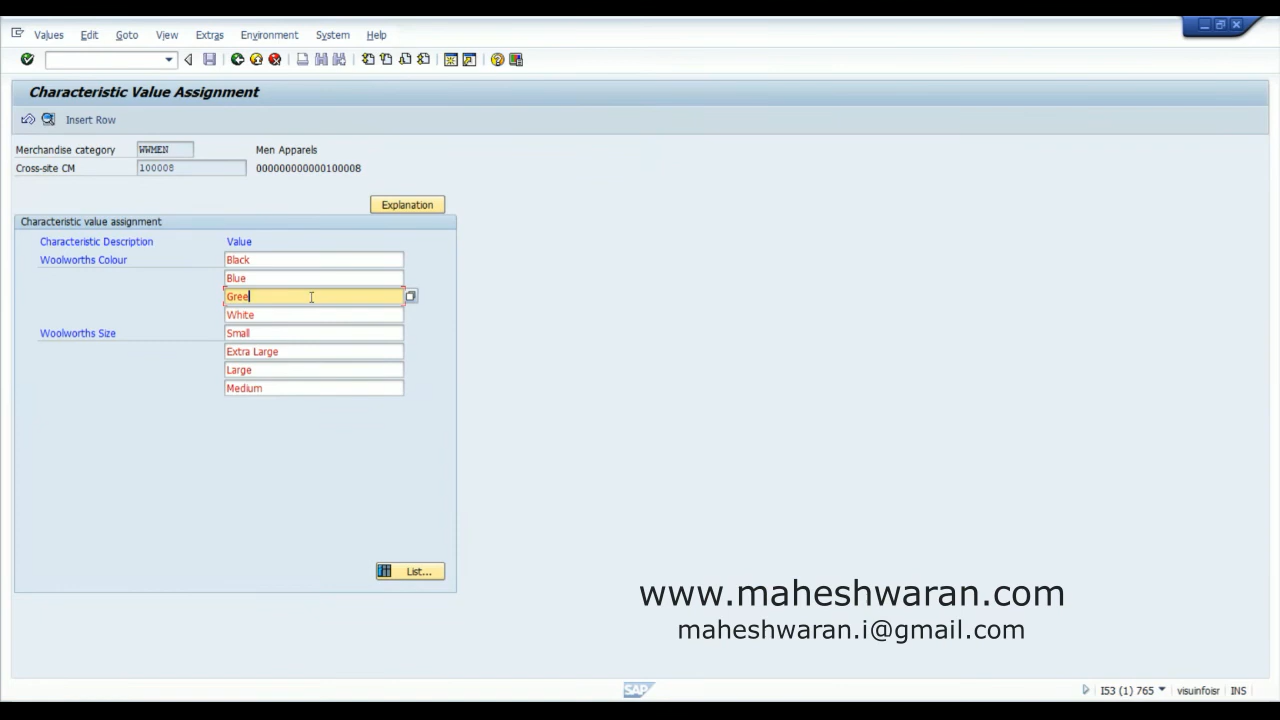 Values Edit Goto View Extras Environment System Help
Characteristic Value Assignment
Insert Row
Merchandise category WWMEN Men Apparels
Cross-site CM 100008 000000000000100008
Explanation
Characteristic value assignment
Characteristic Description Value
Woolworths Colour Black
Blue
Gree
White
Woolworths Size Small
Extra Large
Large
Medium
List...
www.maheshwaran.com
maheshwaran.i@gmail.com
SAP I53 (1) 765 visuinfoisr INS